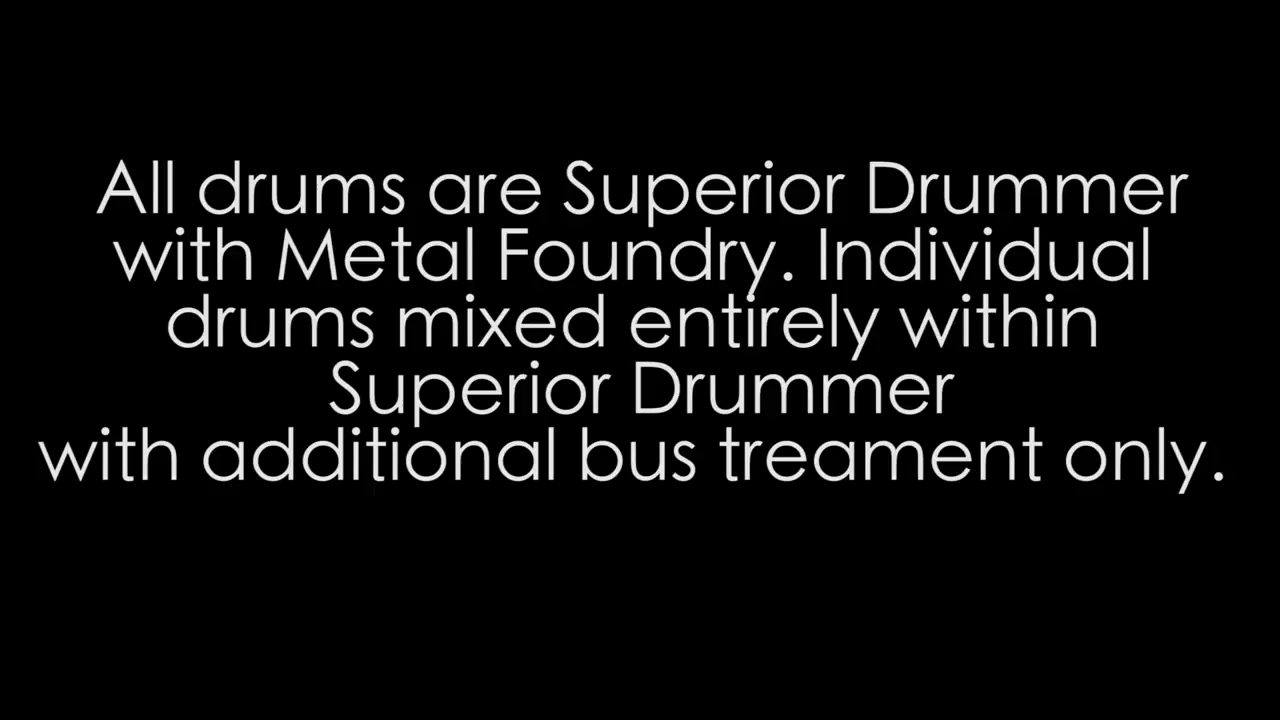 All drums are Superior Drummer
with Metal Foundry. Individual
drums mixed entirely within
Superior Drummer
with additional bus treament only.